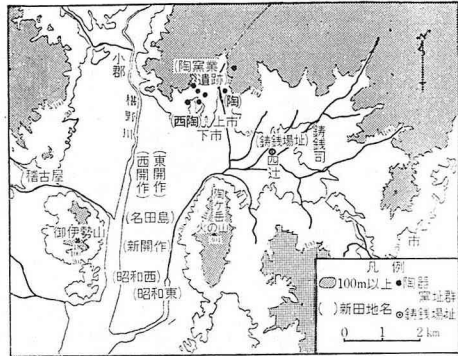 小郡
椹野川
(陶窯業
遺跡)
陶
西陶
上市
下市
(鋳銭場址)
鋳銭司
四辻
(稽古屋)
(東開作)
(西開作)
(名田島)
(新開作)
(昭和西)
(昭和東)
御伊勢山
陶ヶ岳
火の山
市
凡例
100m以上
陶器
窯址群
( )新田地名
鋳銭場址
0 1 2 km